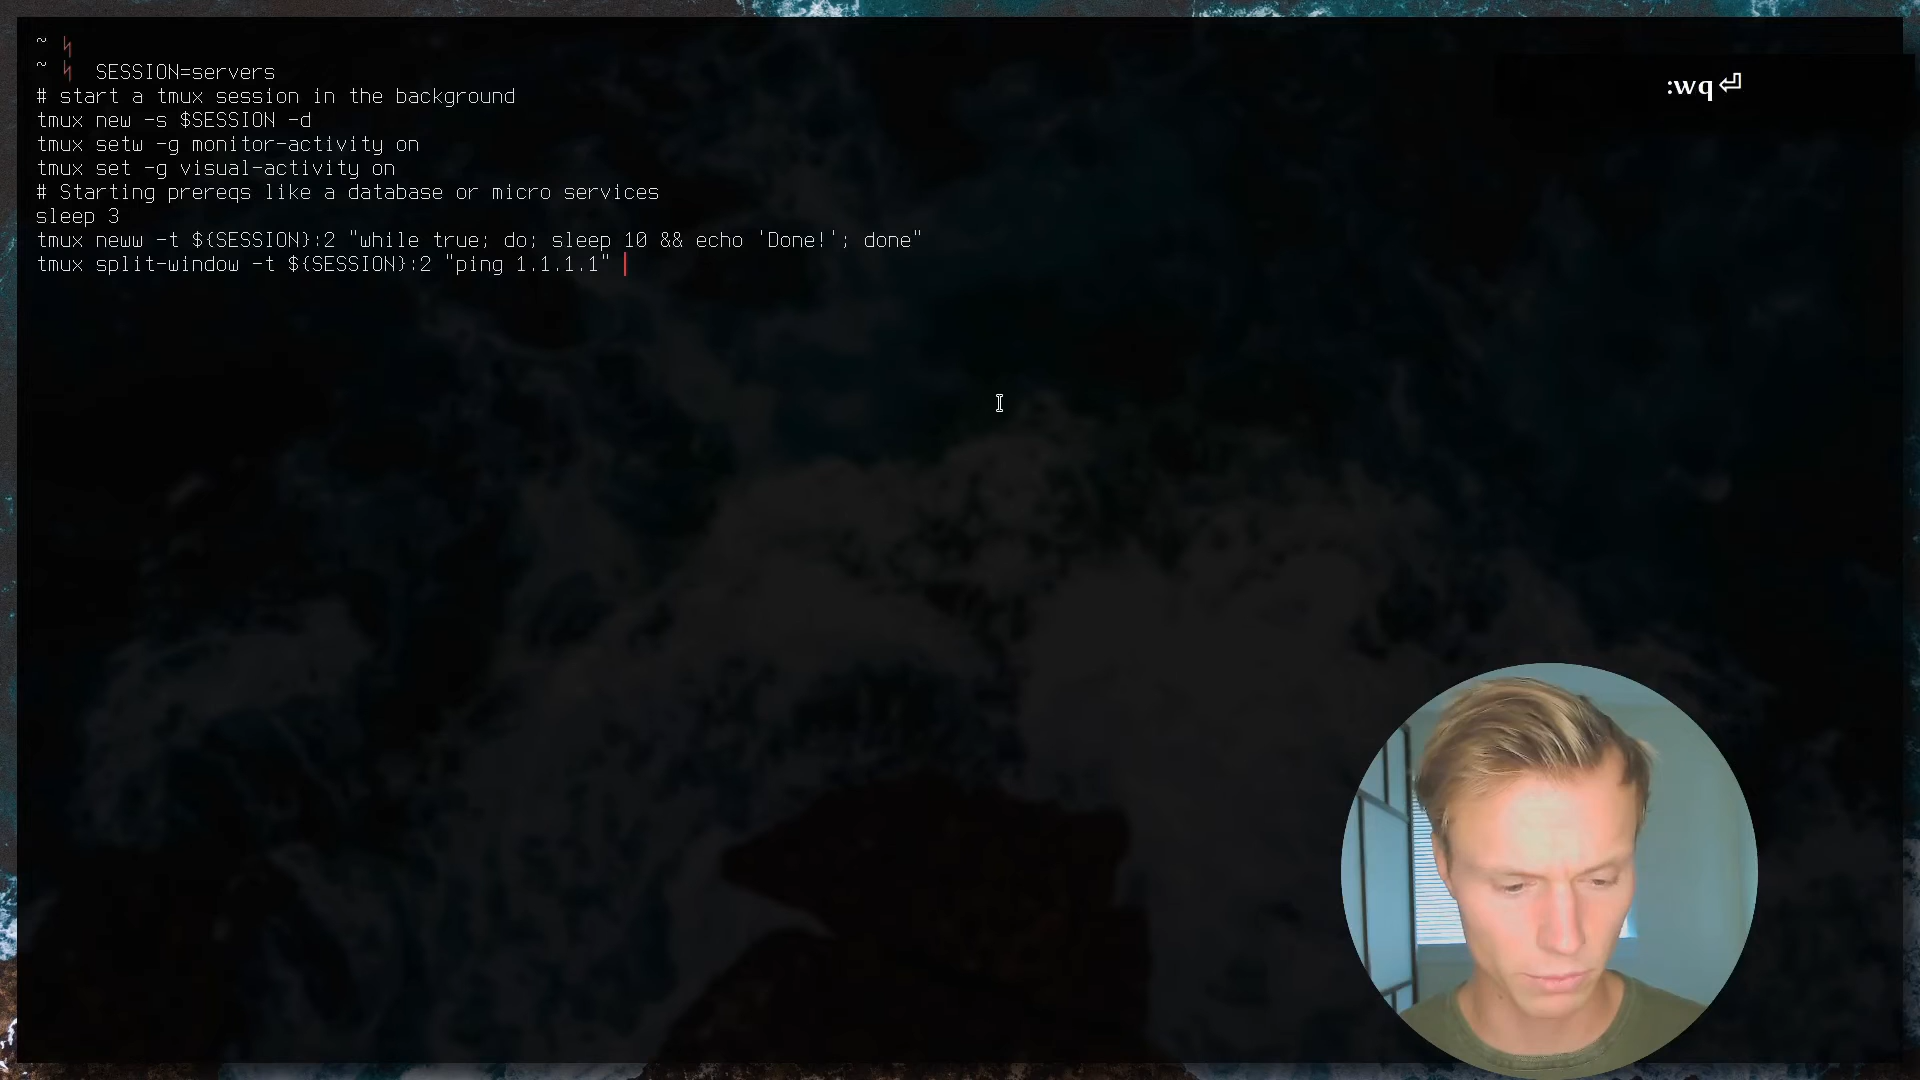 ~ ϟ
~ ϟ SESSION=servers
# start a tmux session in the background
tmux new -s $SESSION -d
tmux setw -g monitor-activity on
tmux set -g visual-activity on
# Starting prereqs like a database or micro services
sleep 3
tmux neww -t ${SESSION}:2 "while true; do; sleep 10 && echo 'Done!'; done"
tmux split-window -t ${SESSION}:2 "ping 1.1.1.1"
:wq⏎